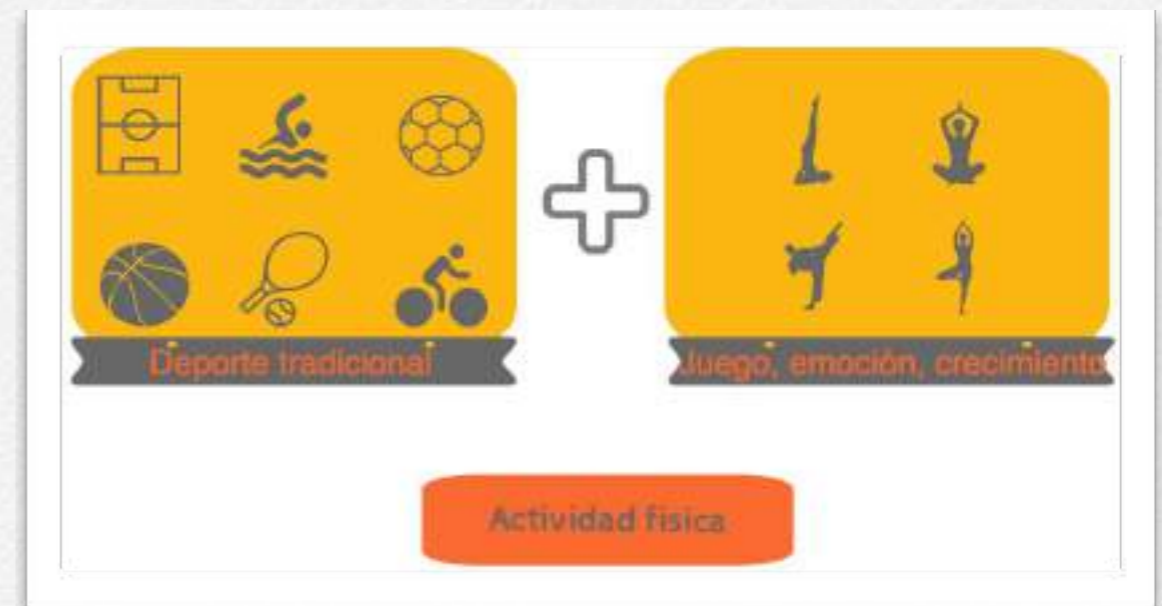 Deporte tradicional
Juego, emoción, crecimiento
Actividad física